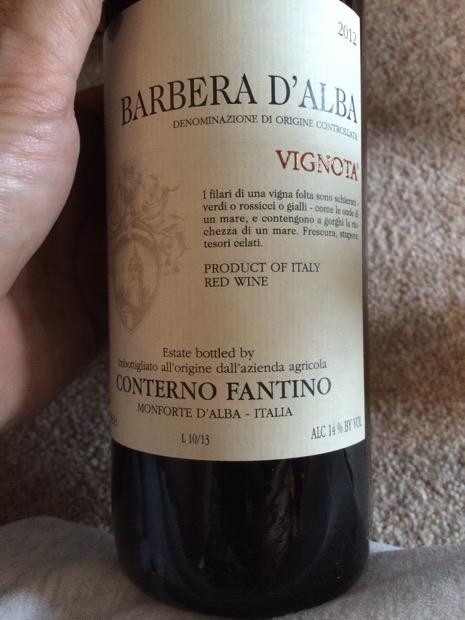 2012
BARBERA D'ALBA
DENOMINAZIONE DI ORIGINE CONTROLLATA
VIGNOTA
I filari di una vigna folta sono schierati -
verdi o rossicci o gialli - come le onde di
un mare, e contengono a gorghi la ric-
chezza di un mare. Frescura, stupore,
tesori celati.
PRODUCT OF ITALY
RED WINE
Estate bottled by
Imbottigliato all'origine dall'azienda agricola
CONTERNO FANTINO
MONFORTE D'ALBA - ITALIA
L 10/13
ALC 14 % BY VOL